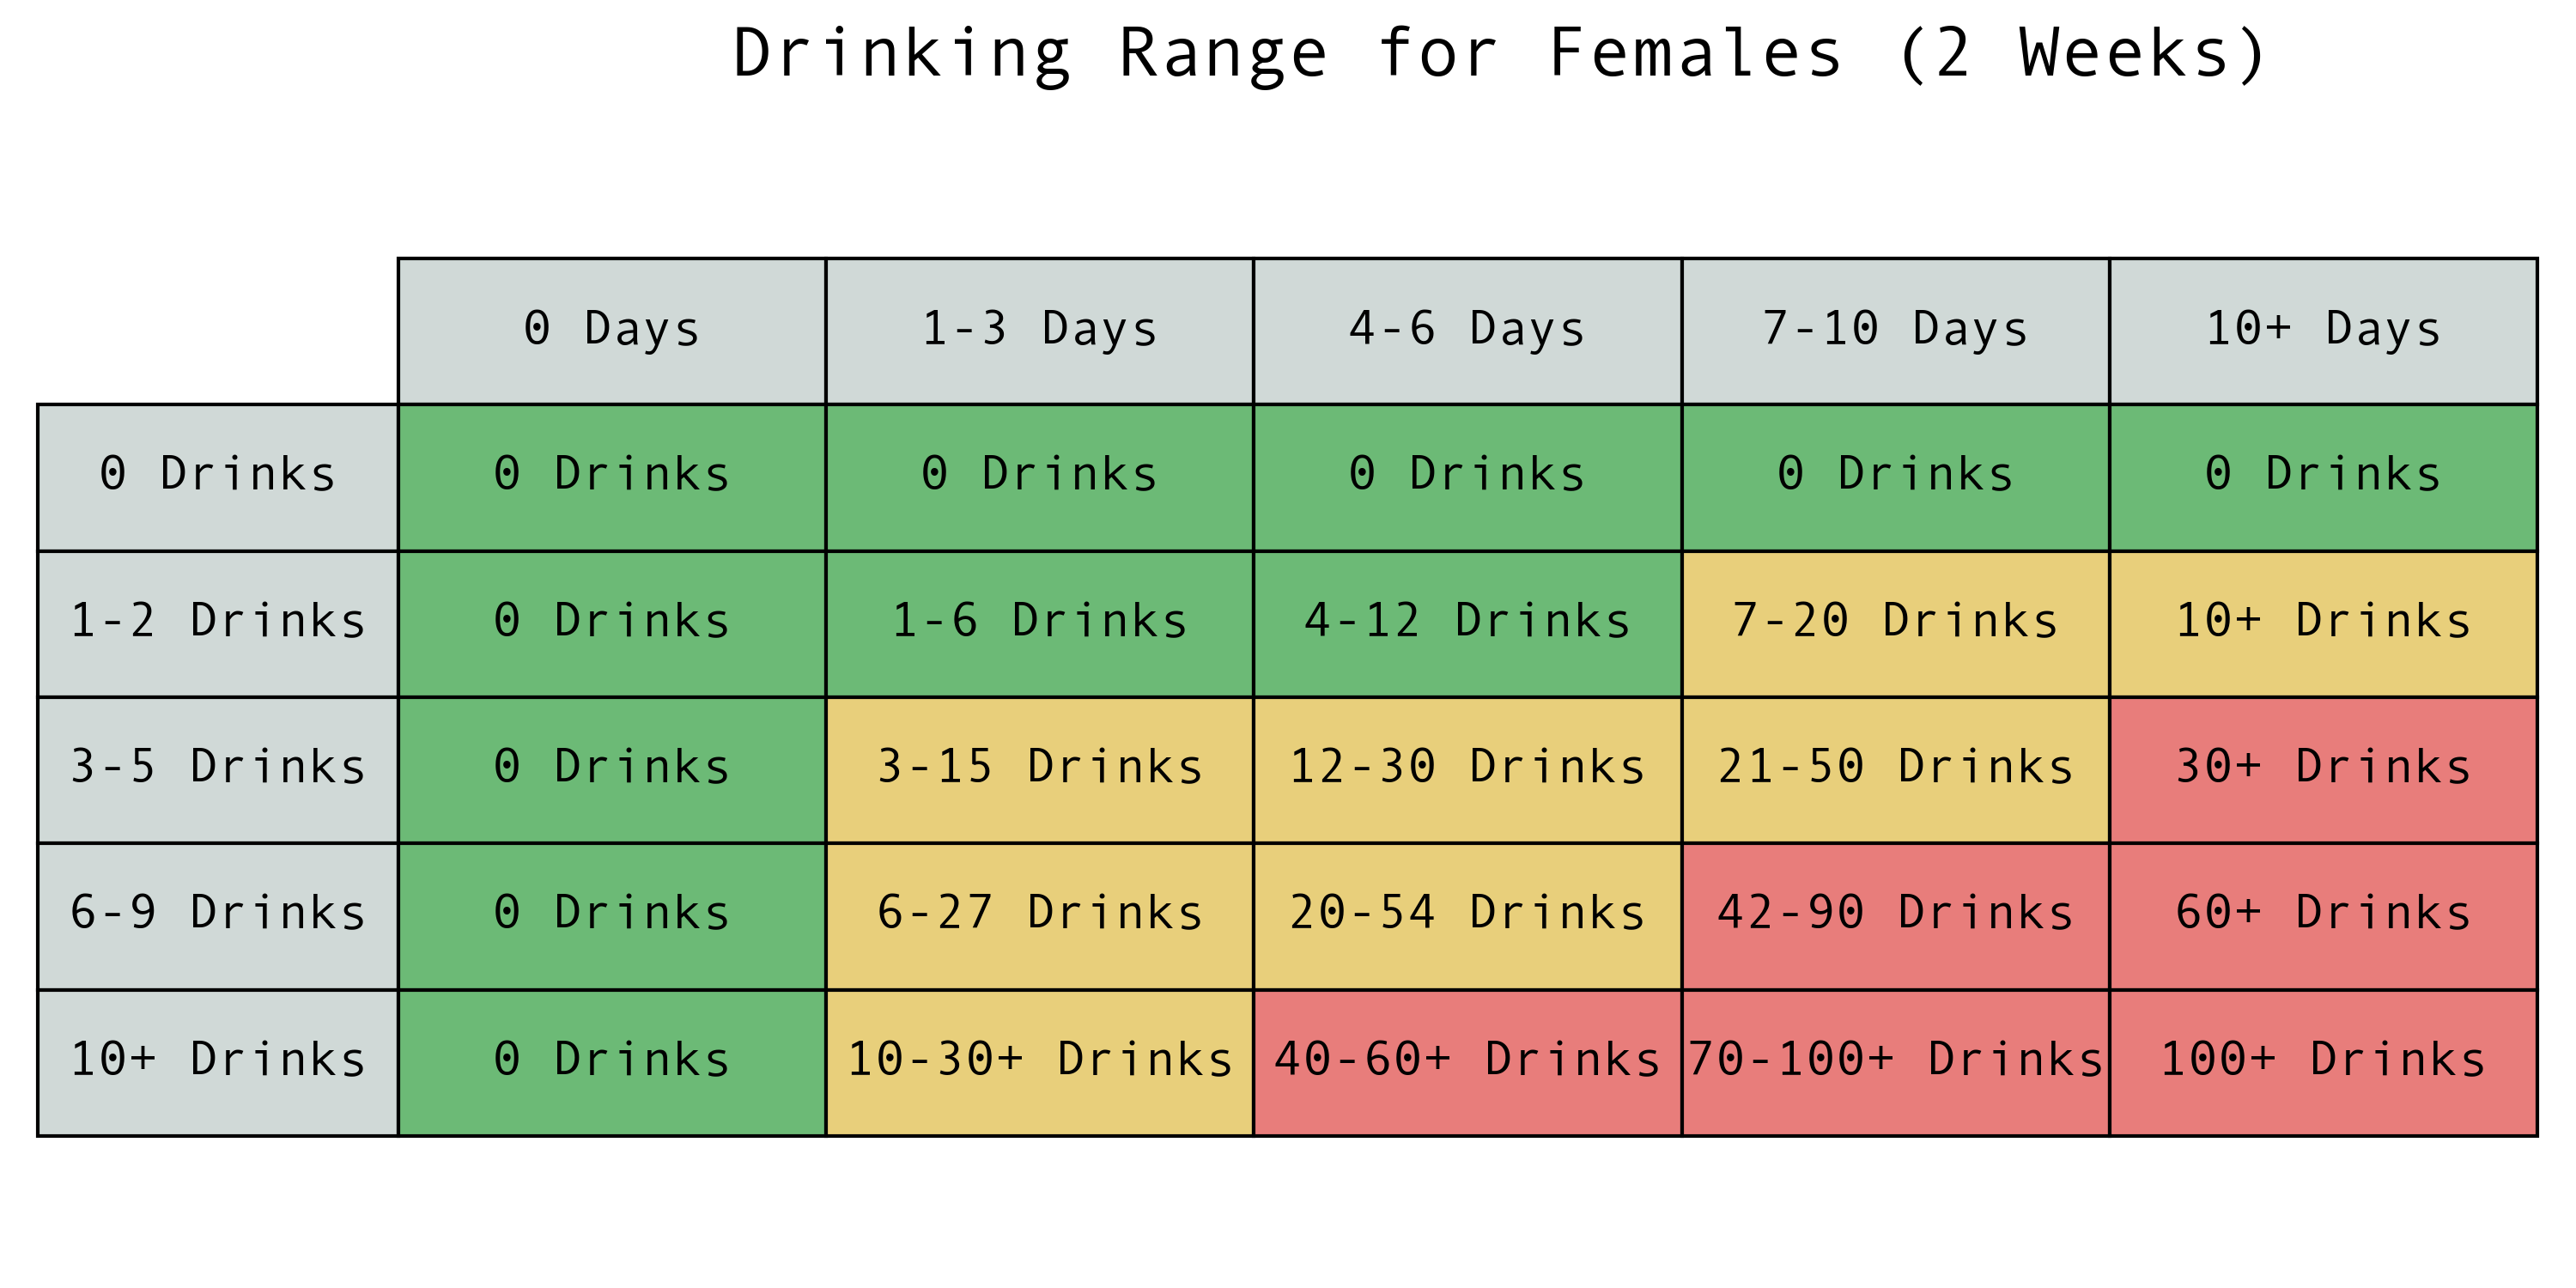 Drinking Range for Females (2 Weeks)
0 Days 1-3 Days 4-6 Days 7-10 Days 10+ Days
0 Drinks 0 Drinks 0 Drinks 0 Drinks 0 Drinks 0 Drinks
1-2 Drinks 0 Drinks 1-6 Drinks 4-12 Drinks 7-20 Drinks 10+ Drinks
3-5 Drinks 0 Drinks 3-15 Drinks 12-30 Drinks 21-50 Drinks 30+ Drinks
6-9 Drinks 0 Drinks 6-27 Drinks 20-54 Drinks 42-90 Drinks 60+ Drinks
10+ Drinks 0 Drinks 10-30+ Drinks 40-60+ Drinks 70-100+ Drinks 100+ Drinks